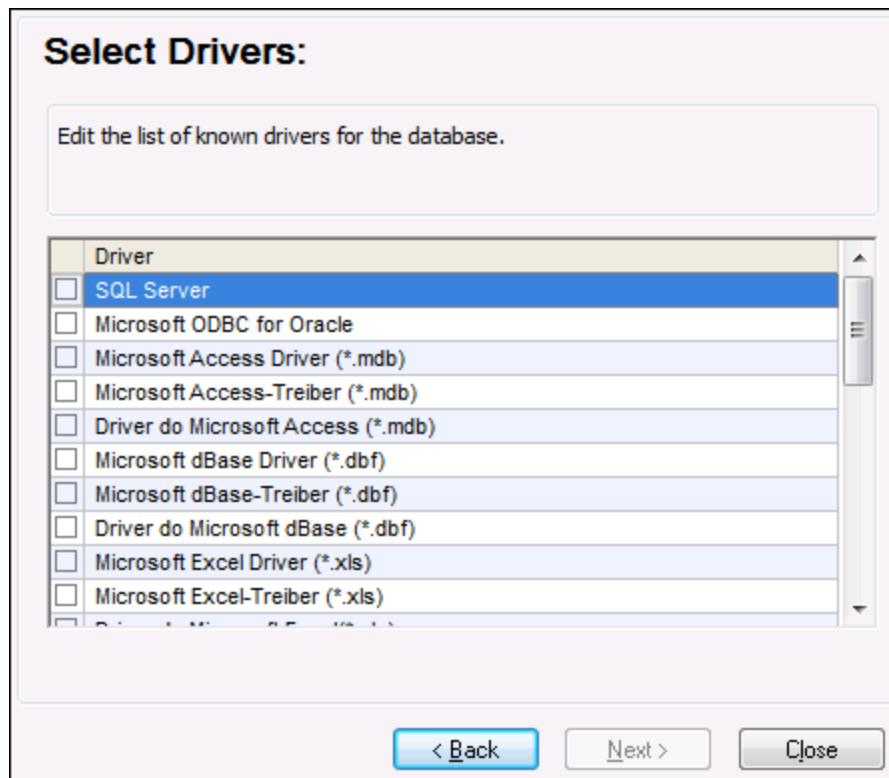 Select Drivers:
Edit the list of known drivers for the database.
Driver
SQL Server
Microsoft ODBC for Oracle
Microsoft Access Driver (*.mdb)
Microsoft Access-Treiber (*.mdb)
Driver do Microsoft Access (*.mdb)
Microsoft dBase Driver (*.dbf)
Microsoft dBase-Treiber (*.dbf)
Driver do Microsoft dBase (*.dbf)
Microsoft Excel Driver (*.xls)
Microsoft Excel-Treiber (*.xls)
< Back Next > Close